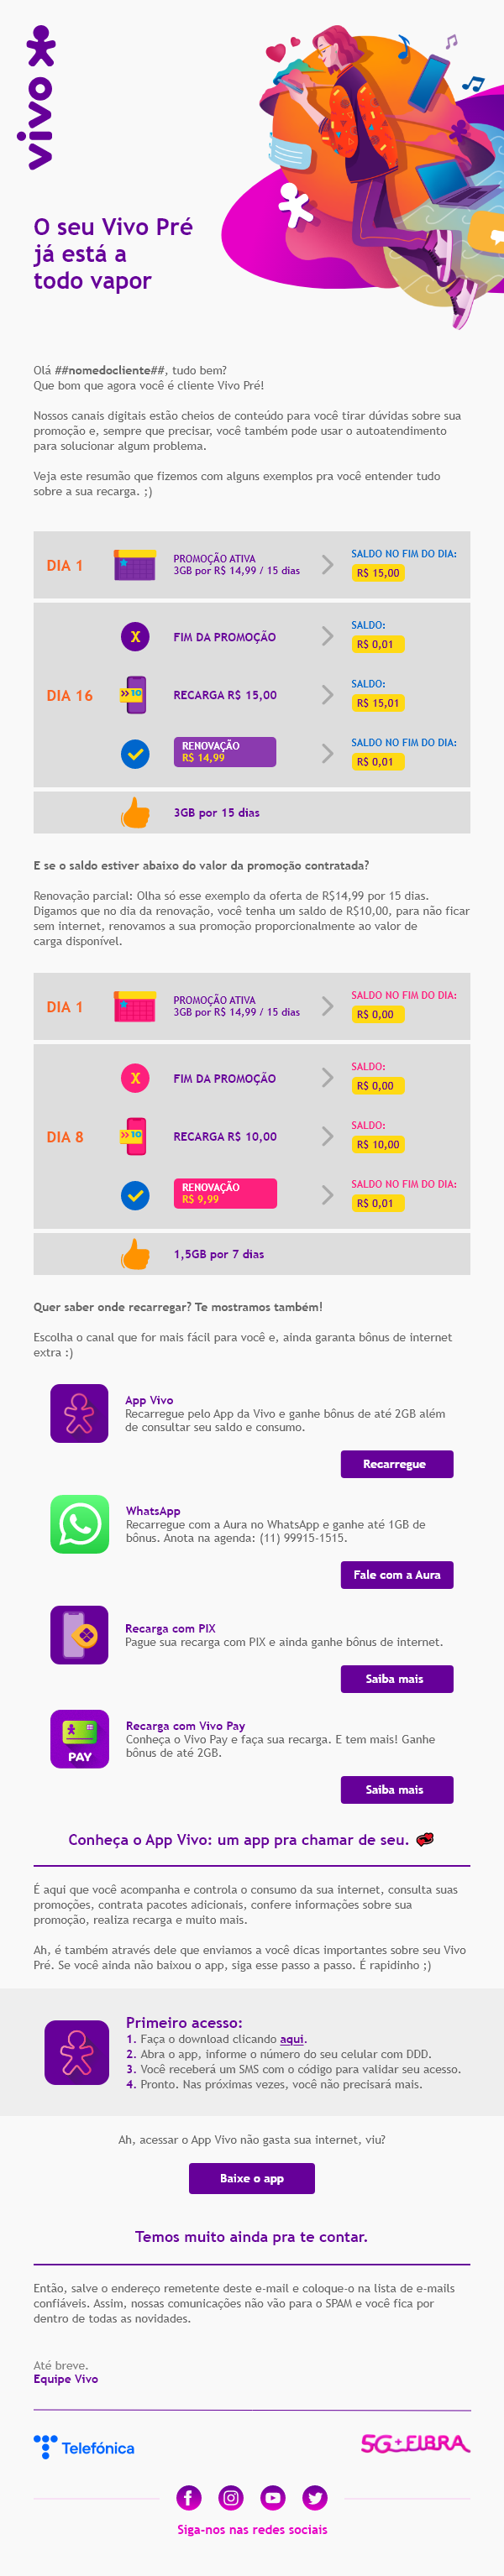 vivo
O seu Vivo Pré
já está a
todo vapor
Olá ##nomedocliente##, tudo bem?
Que bom que agora você é cliente Vivo Pré!
Nossos canais digitais estão cheios de conteúdo para você tirar dúvidas sobre sua
promoção e, sempre que precisar, você também pode usar o autoatendimento
para solucionar algum problema.
Veja este resumão que fizemos com alguns exemplos pra você entender tudo
sobre a sua recarga. ;)
DIA 1
PROMOÇÃO ATIVA
3GB por R$ 14,99 / 15 dias
SALDO NO FIM DO DIA:
R$ 15,00
X
FIM DA PROMOÇÃO
SALDO:
R$ 0,01
DIA 16
>> 10
RECARGA R$ 15,00
SALDO:
R$ 15,01
RENOVAÇÃO
R$ 14,99
SALDO NO FIM DO DIA:
R$ 0,01
3GB por 15 dias
E se o saldo estiver abaixo do valor da promoção contratada?
Renovação parcial: Olha só esse exemplo da oferta de R$14,99 por 15 dias.
Digamos que no dia da renovação, você tenha um saldo de R$10,00, para não ficar
sem internet, renovamos a sua promoção proporcionalmente ao valor de
carga disponível.
DIA 1
PROMOÇÃO ATIVA
3GB por R$ 14,99 / 15 dias
SALDO NO FIM DO DIA:
R$ 0,00
X
FIM DA PROMOÇÃO
SALDO:
R$ 0,00
DIA 8
>> 10
RECARGA R$ 10,00
SALDO:
R$ 10,00
RENOVAÇÃO
R$ 9,99
SALDO NO FIM DO DIA:
R$ 0,01
1,5GB por 7 dias
Quer saber onde recarregar? Te mostramos também!
Escolha o canal que for mais fácil para você e, ainda garanta bônus de internet
extra :)
App Vivo
Recarregue pelo App da Vivo e ganhe bônus de até 2GB além
de consultar seu saldo e consumo.
Recarregue
WhatsApp
Recarregue com a Aura no WhatsApp e ganhe até 1GB de
bônus. Anota na agenda: (11) 99915-1515.
Fale com a Aura
Recarga com PIX
Pague sua recarga com PIX e ainda ganhe bônus de internet.
Saiba mais
PAY
Recarga com Vivo Pay
Conheça o Vivo Pay e faça sua recarga. E tem mais! Ganhe
bônus de até 2GB.
Saiba mais
Conheça o App Vivo: um app pra chamar de seu.
É aqui que você acompanha e controla o consumo da sua internet, consulta suas
promoções, contrata pacotes adicionais, confere informações sobre sua
promoção, realiza recarga e muito mais.
Ah, é também através dele que enviamos a você dicas importantes sobre seu Vivo
Pré. Se você ainda não baixou o app, siga esse passo a passo. É rapidinho ;)
Primeiro acesso:
1. Faça o download clicando aqui.
2. Abra o app, informe o número do seu celular com DDD.
3. Você receberá um SMS com o código para validar seu acesso.
4. Pronto. Nas próximas vezes, você não precisará mais.
Ah, acessar o App Vivo não gasta sua internet, viu?
Baixe o app
Temos muito ainda pra te contar.
Então, salve o endereço remetente deste e-mail e coloque-o na lista de e-mails
confiáveis. Assim, nossas comunicações não vão para o SPAM e você fica por
dentro de todas as novidades.
Até breve.
Equipe Vivo
Telefónica
5G+FIBRA
Siga-nos nas redes sociais